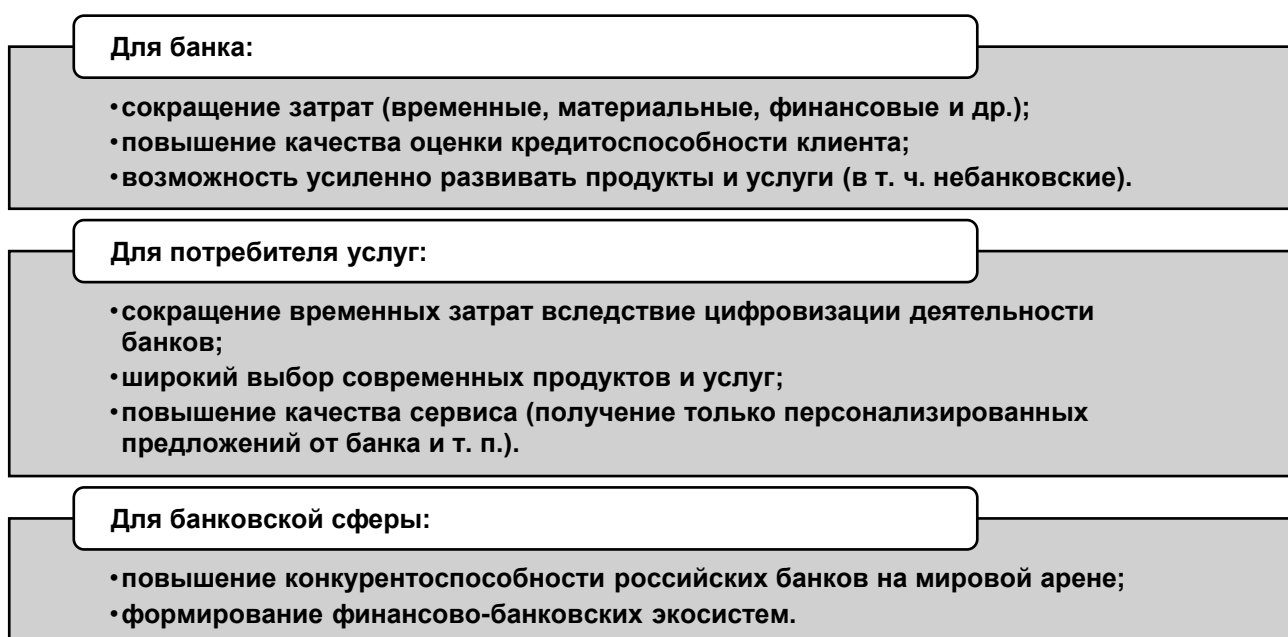 Для банка:
•сокращение затрат (временные, материальные, финансовые и др.);
•повышение качества оценки кредитоспособности клиента;
•возможность усиленно развивать продукты и услуги (в т. ч. небанковские).
Для потребителя услуг:
•сокращение временных затрат вследствие цифровизации деятельности
банков;
•широкий выбор современных продуктов и услуг;
•повышение качества сервиса (получение только персонализированных
предложений от банка и т. п.).
Для банковской сферы:
•повышение конкурентоспособности российских банков на мировой арене;
•формирование финансово-банковских экосистем.